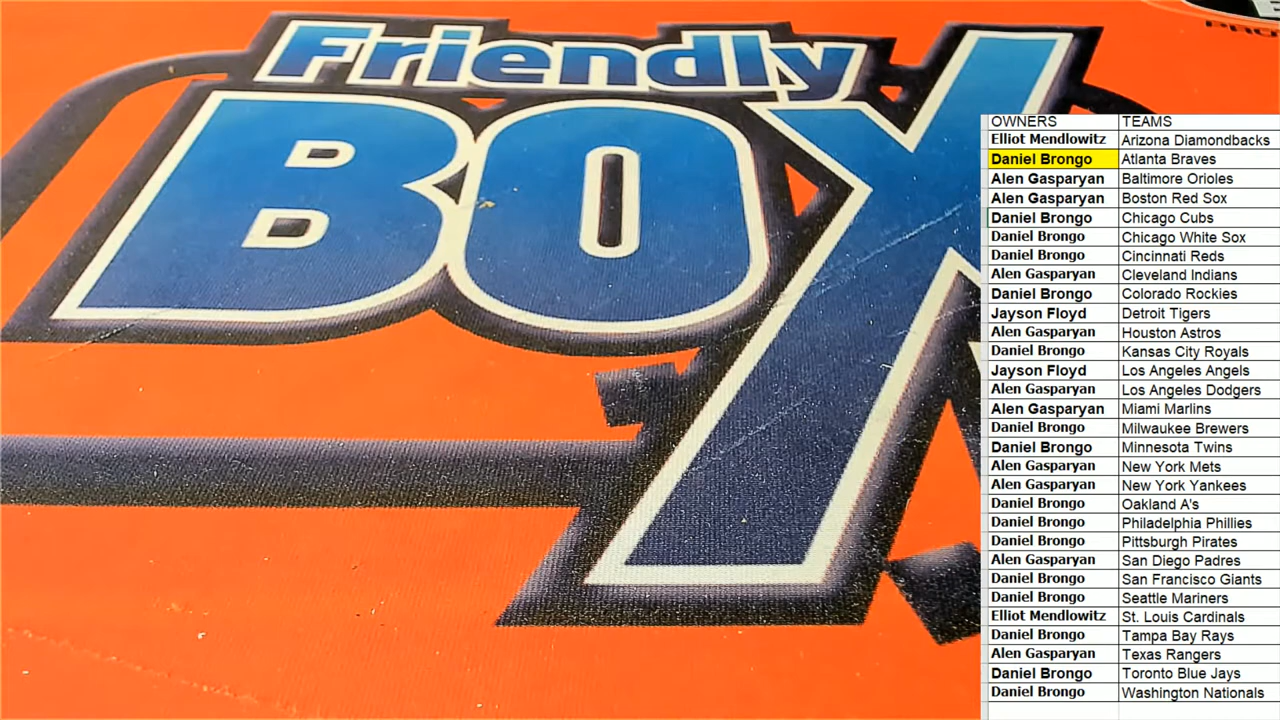 Friendly
BOX
OWNERS TEAMS
Elliot Mendlowitz Arizona Diamondbacks
Daniel Brongo Atlanta Braves
Alen Gasparyan Baltimore Orioles
Alen Gasparyan Boston Red Sox
Daniel Brongo Chicago Cubs
Daniel Brongo Chicago White Sox
Daniel Brongo Cincinnati Reds
Alen Gasparyan Cleveland Indians
Daniel Brongo Colorado Rockies
Jayson Floyd Detroit Tigers
Alen Gasparyan Houston Astros
Daniel Brongo Kansas City Royals
Jayson Floyd Los Angeles Angels
Alen Gasparyan Los Angeles Dodgers
Alen Gasparyan Miami Marlins
Daniel Brongo Milwaukee Brewers
Daniel Brongo Minnesota Twins
Alen Gasparyan New York Mets
Alen Gasparyan New York Yankees
Daniel Brongo Oakland A's
Daniel Brongo Philadelphia Phillies
Daniel Brongo Pittsburgh Pirates
Alen Gasparyan San Diego Padres
Daniel Brongo San Francisco Giants
Daniel Brongo Seattle Mariners
Elliot Mendlowitz St. Louis Cardinals
Daniel Brongo Tampa Bay Rays
Alen Gasparyan Texas Rangers
Daniel Brongo Toronto Blue Jays
Daniel Brongo Washington Nationals